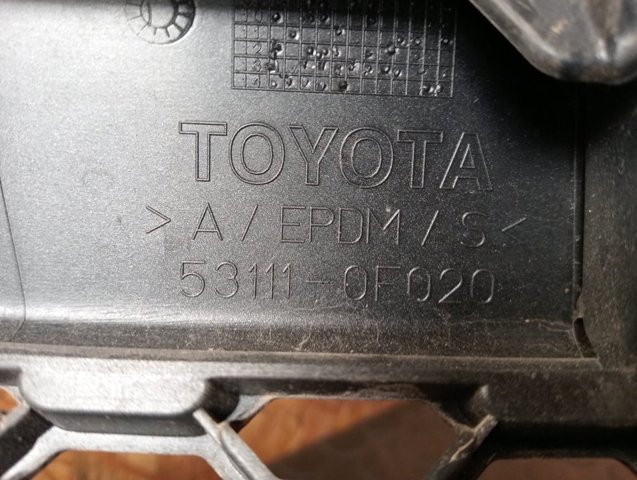 TOYOTA
> A / EPDM / S <
53111-0F020